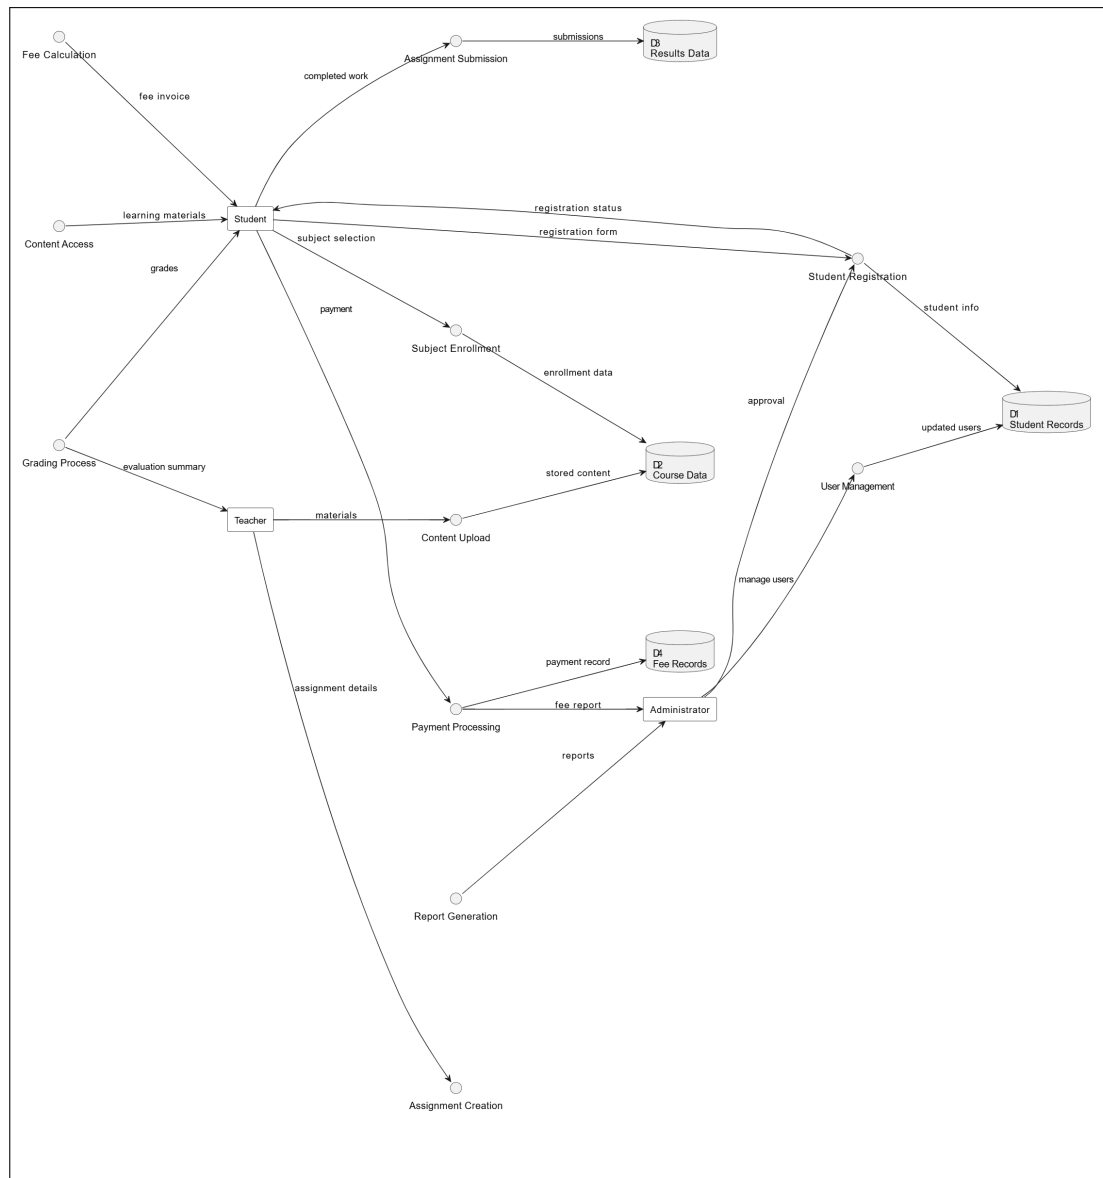 submissions
D3
Results Data
Fee Calculation
Assignment Submission
completed work
fee invoice
registration status
learning materials
Student
registration form
subject selection
Content Access
grades
Student Registration
payment
student info
Subject Enrollment
enrollment data
approval
D1
Student Records
updated users
Grading Process
evaluation summary
D2
Course Data
stored content
User Management
Teacher
materials
Content Upload
manage users
D4
Fee Records
payment record
assignment details
fee report
Administrator
Payment Processing
reports
Report Generation
Assignment Creation